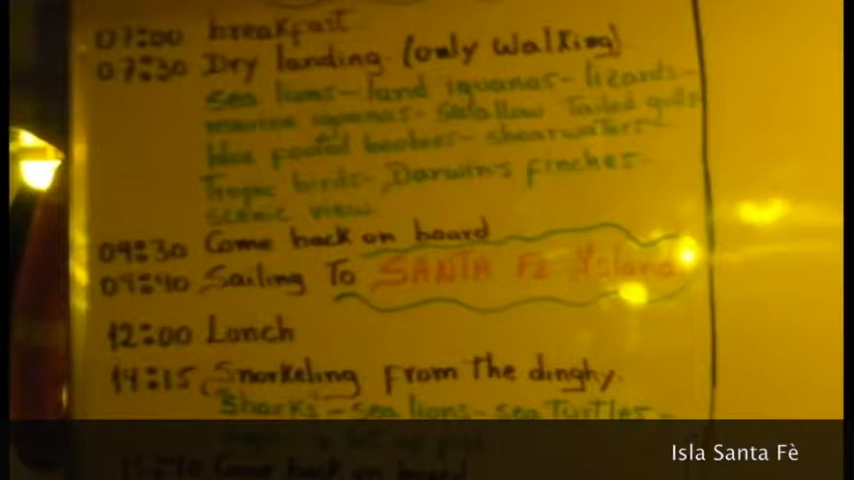 07:00 breakfast
07:30 Dry landing (only walking)
sea lions - land iguanas - lizards -
marine iguanas - swallow Tailed gulls
blue footed boobies - shearwaters
Tropic birds - Darwin's finches -
scenic view
09:30 Come back on board
09:40 Sailing To SANTA FE Island
12:00 Lonch
14:15 Snorkeling from the dinghy.
Sharks - sea lions - sea Turtles -
Come back on board
Isla Santa Fè